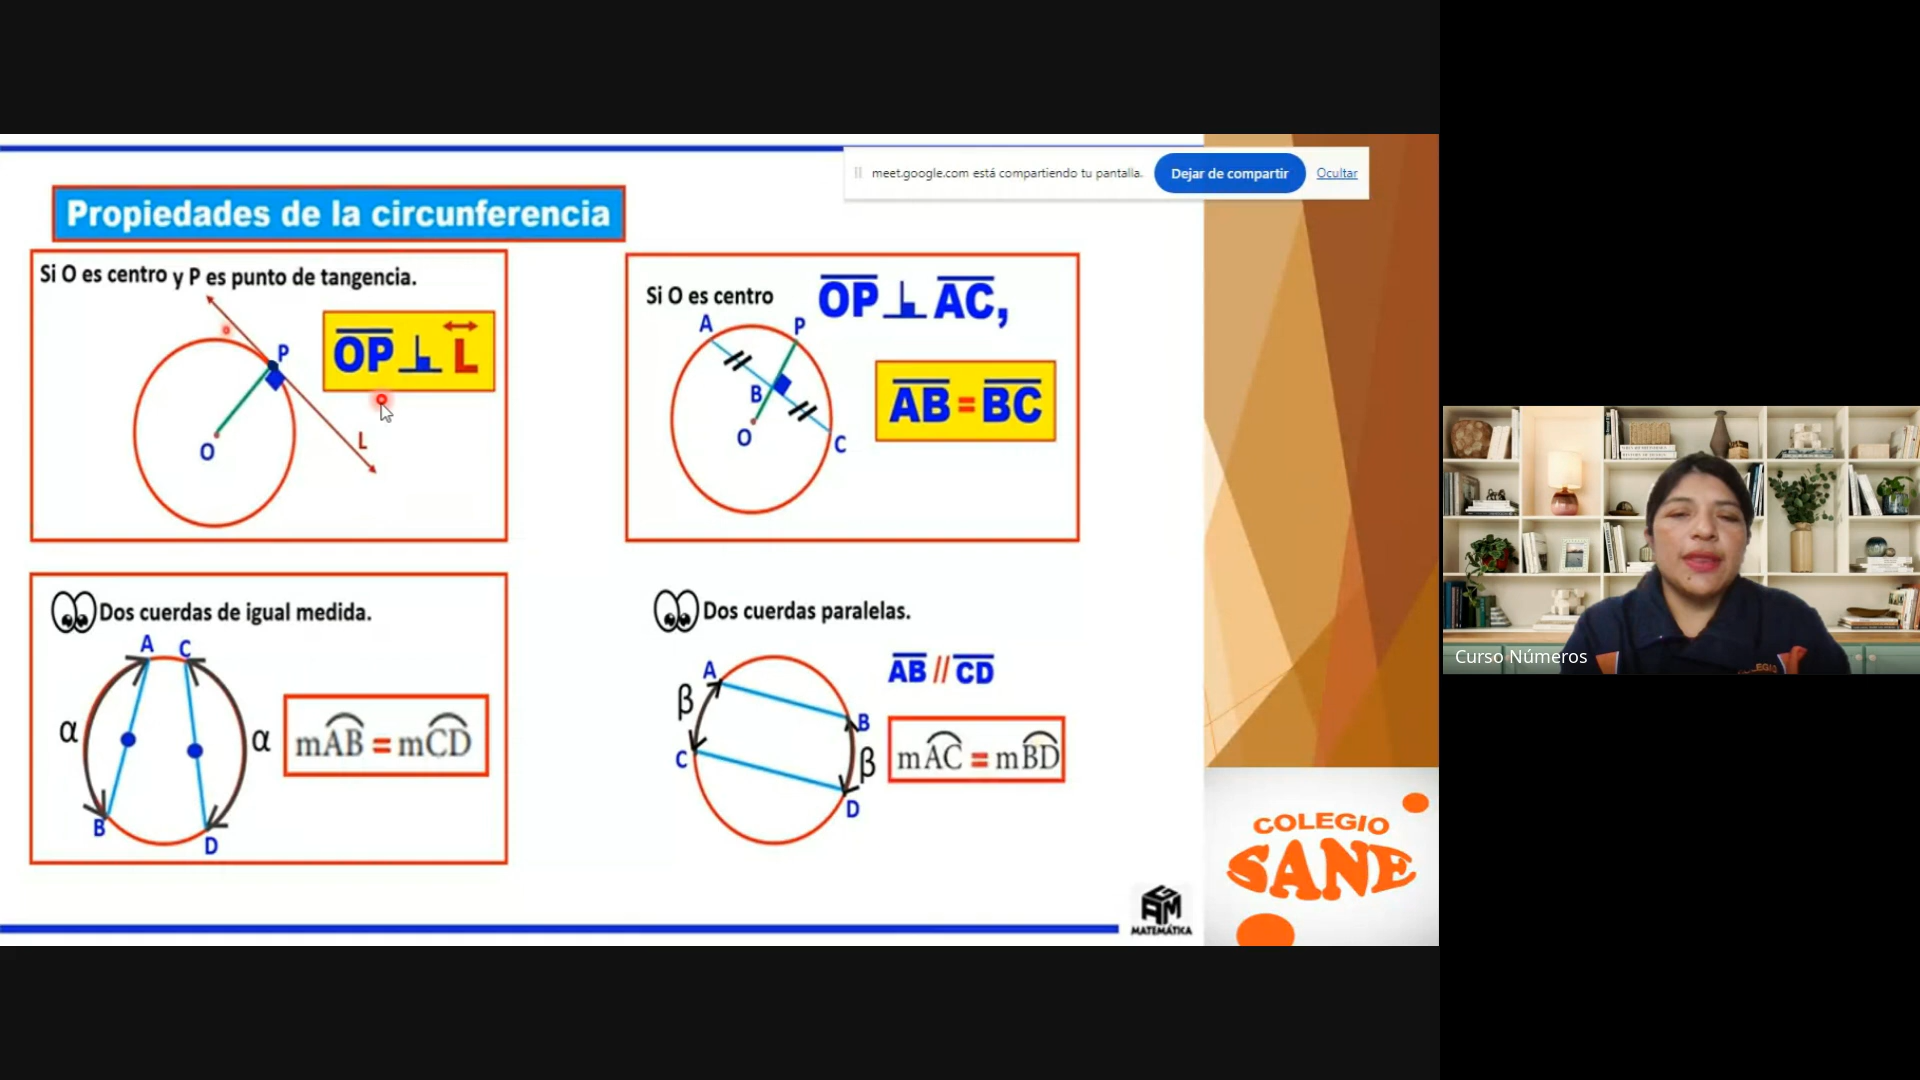 meet.google.com está compartiendo tu pantalla. Dejar de compartir Ocultar
Propiedades de la circunferencia
Si O es centro y P es punto de tangencia.
P
OP ⊥ L
O
L
Si O es centro
OP ⊥ AC,
A
P
B
AB = BC
O
C
Dos cuerdas de igual medida.
A C
α
α
mAB = mCD
B
D
Dos cuerdas paralelas.
AB // CD
A
β
B
C
β
mAC = mBD
D
GAM
MATEMÁTICA
COLEGIO
SANE
Curso Números
COLEGIO